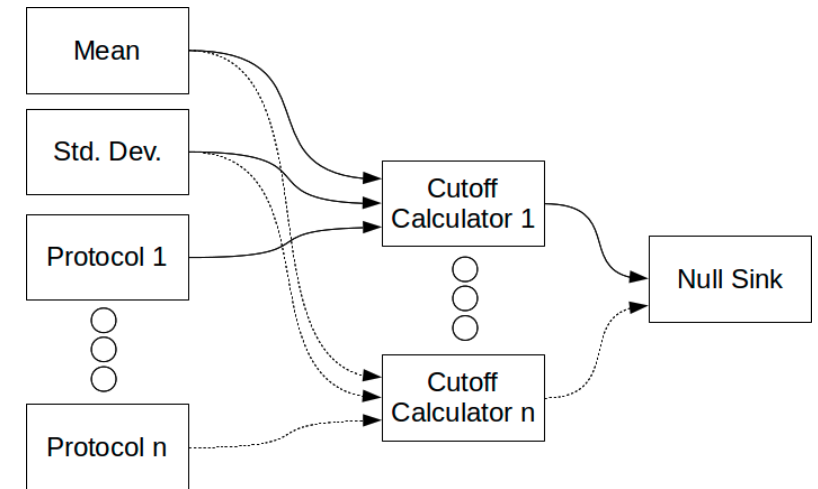 Mean
Std. Dev.
Protocol 1
Protocol n
Cutoff
Calculator 1
Cutoff
Calculator n
Null Sink